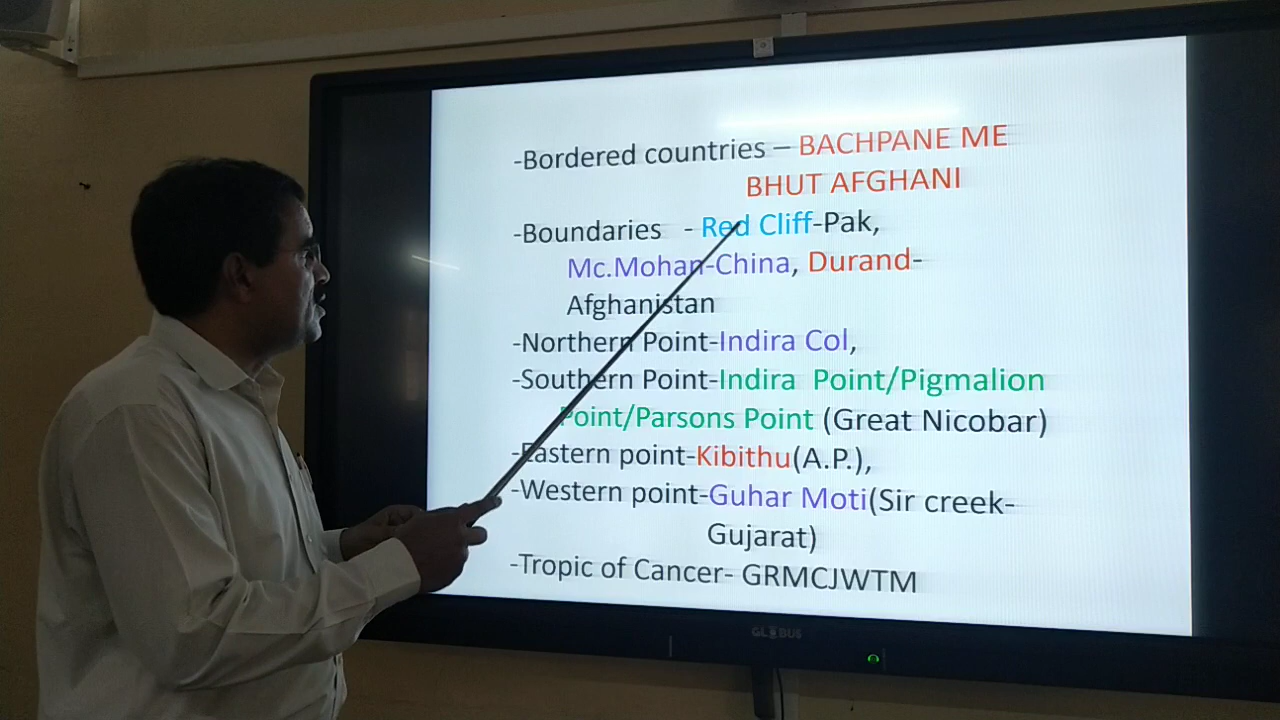 -Bordered countries – BACHPANE ME
BHUT AFGHANI
-Boundaries - Red Cliff-Pak,
Mc.Mohan-China, Durand-
Afghanistan
-Northern Point-Indira Col,
-Southern Point-Indira Point/Pigmalion
Point/Parsons Point (Great Nicobar)
-Eastern point-Kibithu(A.P.),
-Western point-Guhar Moti(Sir creek-
Gujarat)
-Tropic of Cancer- GRMCJWTM
GLOBUS